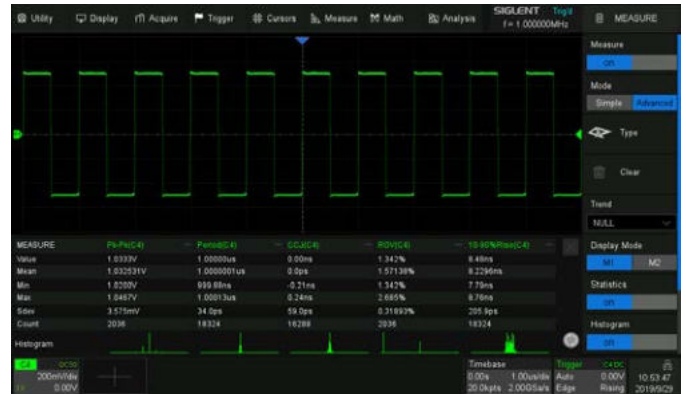 Utility Display Acquire Trigger Cursors Measure Math Analysis SIGLENT Trig'd
f = 1.000000MHz
MEASURE
Measure
on
Mode
Simple Advanced
Type
Clear
Trend
NULL
Display Mode
M1 M2
Statistics
on
Histogram
on
MEASURE Pk-Pk(C4) Period(C4) CCJ(C4) ROV(C4) 10-90%Rise(C4)
Value 1.0333V 1.00000us 0.00ns 1.342% 8.48ns
Mean 1.032531V 1.0000001us 0.0ps 1.57138% 8.2296ns
Min 1.0200V 999.88ns -0.21ns 1.342% 7.79ns
Max 1.0467V 1.00013us 0.24ns 2.685% 8.76ns
Sdev 3.575mV 34.0ps 59.0ps 0.31893% 205.9ps
Count 2036 18324 16288 2036 18324
Histogram
C4 DC50
200mV/div
0.00V
Timebase
0.00s 1.00us/div
20.0kpts 2.00GSa/s
Trigger C4 DC
Auto 0.00V
Edge Rising
10:53:47
2019/9/29